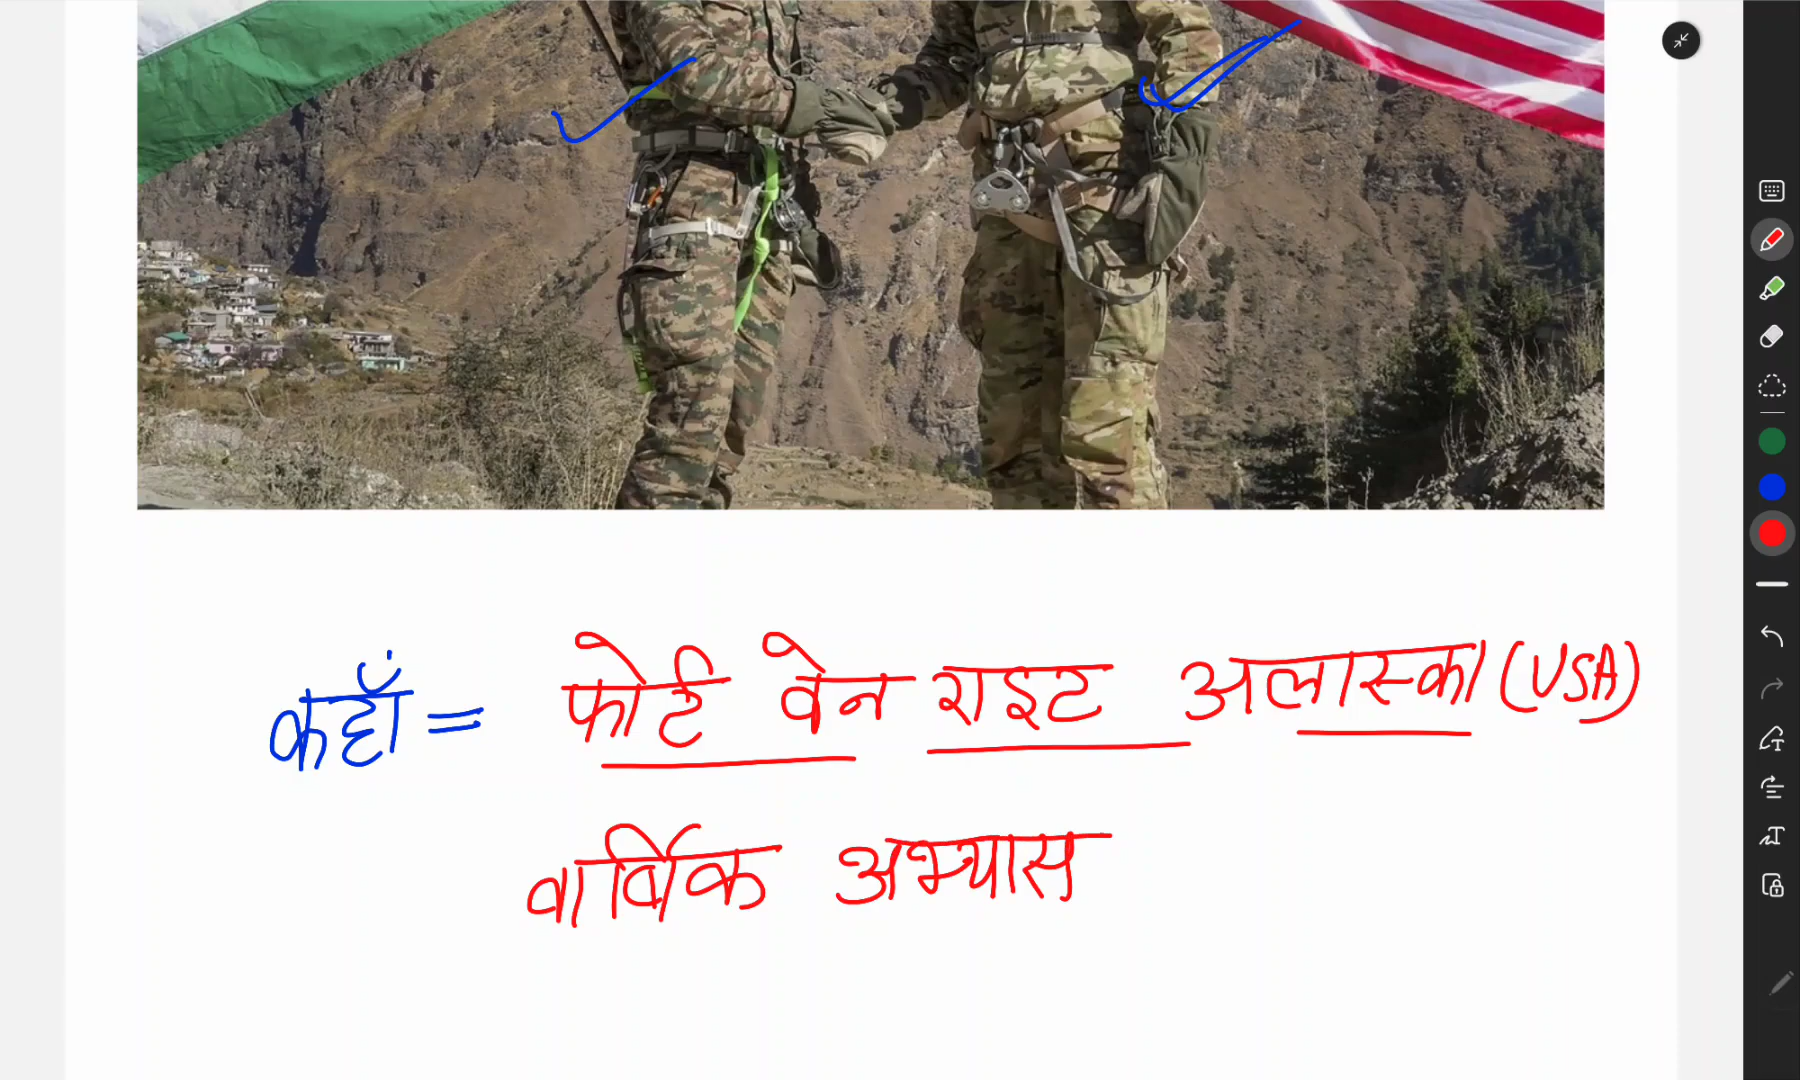 कहाँ = फोर्ट वेन राइट अलास्का (USA)
वार्षिक अभ्यास